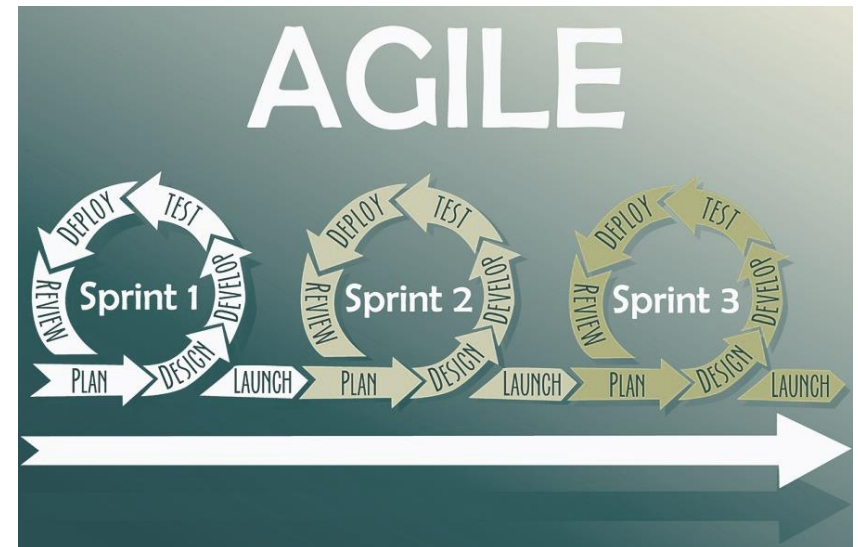 AGILE
Sprint 1
PLAN
DESIGN
DEVELOP
TEST
DEPLOY
REVIEW
LAUNCH
Sprint 2
PLAN
DESIGN
DEVELOP
TEST
DEPLOY
REVIEW
LAUNCH
Sprint 3
PLAN
DESIGN
DEVELOP
TEST
DEPLOY
REVIEW
LAUNCH